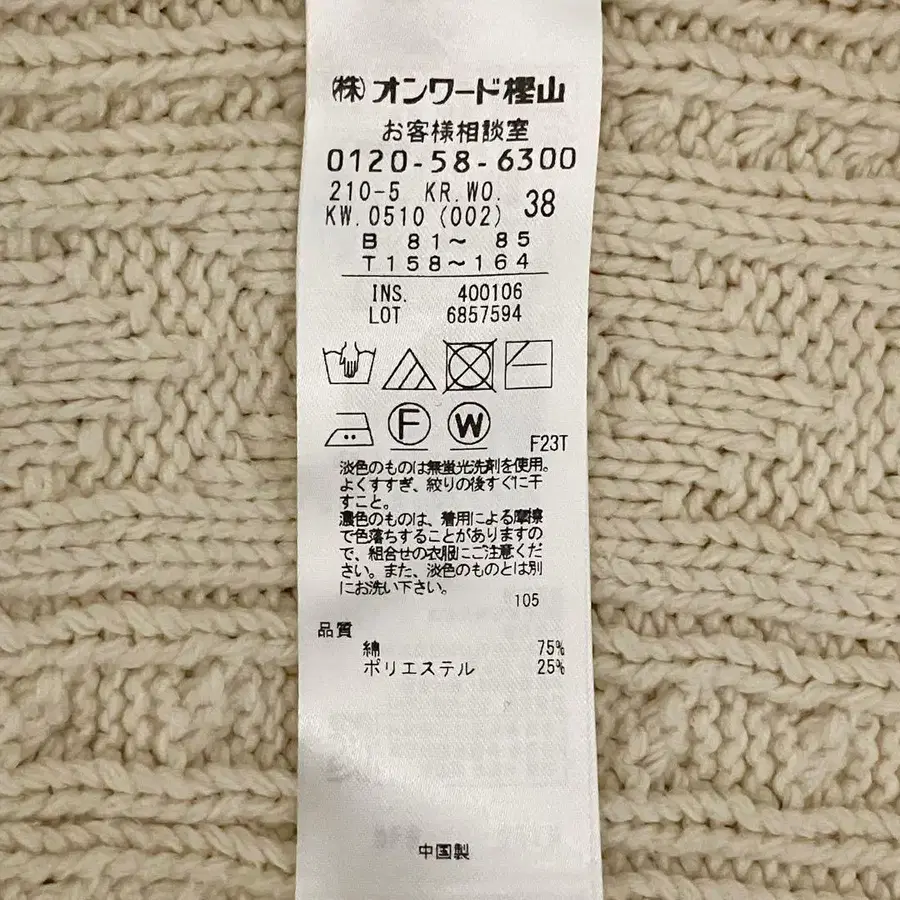 (株)オンワード樫山
お客様相談室
0120-58-6300
210-5 KR.WO.
KW.0510 (002) 38
B 81～ 85
T158～164
INS. 400106
LOT 6857594
F
W
F23T
淡色のものは無蛍光洗剤を使用。
よくすすぎ、絞りの後すぐに干
すこと。
濃色のものは、着用による摩擦
で色落ちすることがありますの
で、組合せの衣服にご注意くだ
さい。また、淡色のものとは別
にお洗い下さい。
105
品質
綿 75%
ポリエステル 25%
中国製